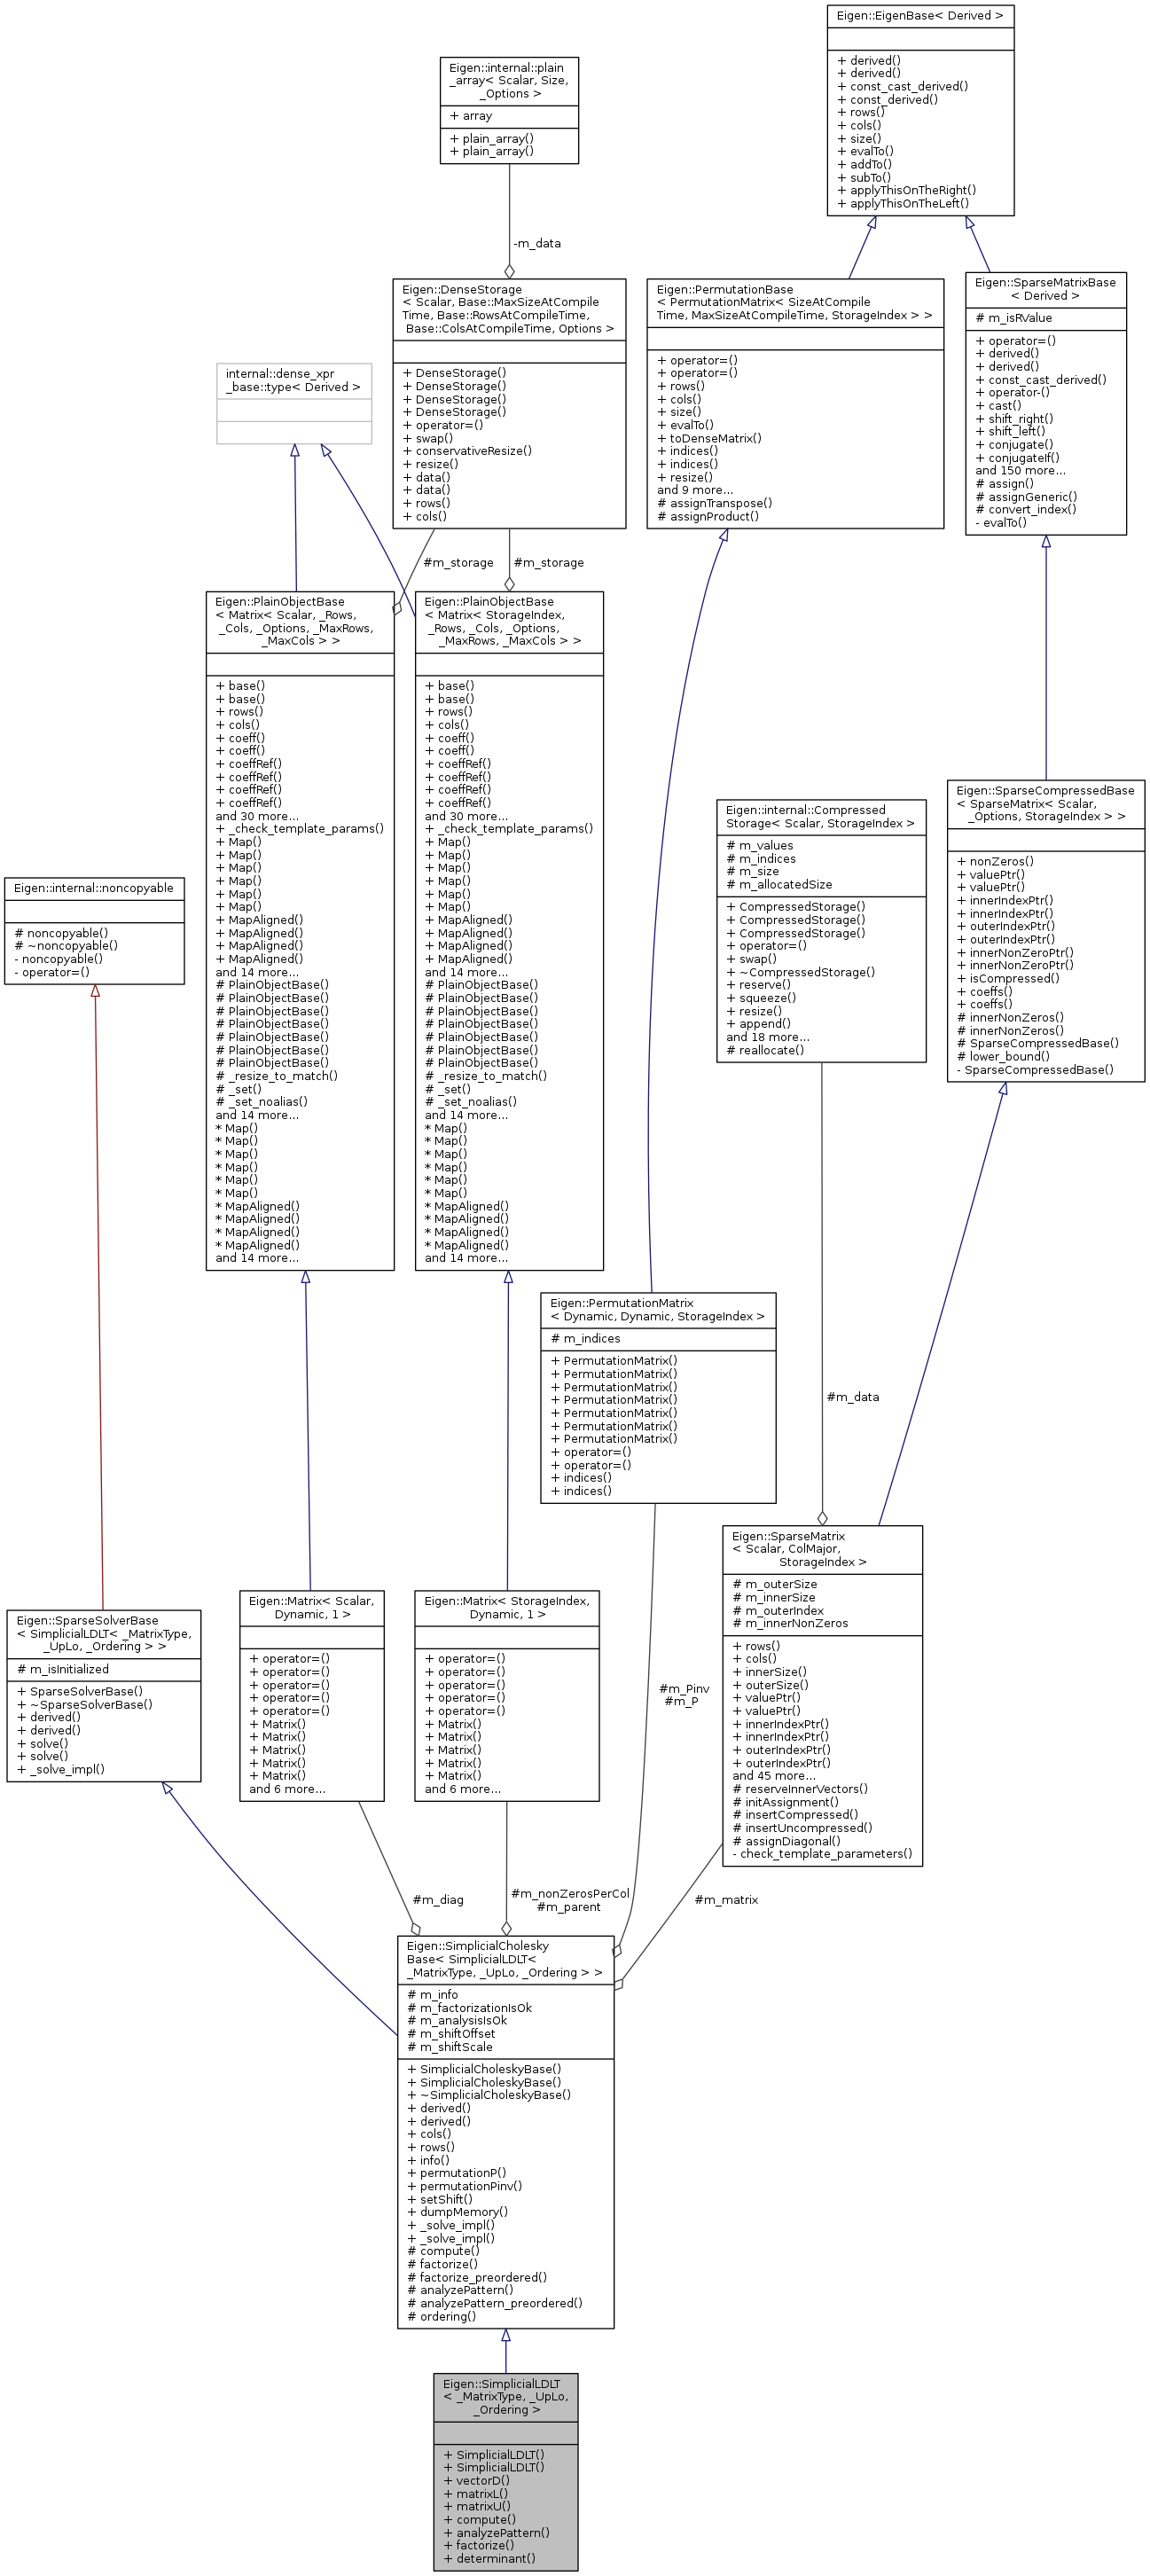 Eigen::EigenBase< Derived >
+ derived()
+ derived()
+ const_cast_derived()
+ const_derived()
+ rows()
+ cols()
+ size()
+ evalTo()
+ addTo()
+ subTo()
+ applyThisOnTheRight()
+ applyThisOnTheLeft()
Eigen::internal::plain
_array< Scalar, Size,
_Options >
+ array
+ plain_array()
+ plain_array()
-m_data
Eigen::DenseStorage
< Scalar, Base::MaxSizeAtCompile
Time, Base::RowsAtCompileTime,
Base::ColsAtCompileTime, Options >
+ DenseStorage()
+ DenseStorage()
+ DenseStorage()
+ DenseStorage()
+ operator=()
+ swap()
+ conservativeResize()
+ resize()
+ data()
+ data()
+ rows()
+ cols()
Eigen::PermutationBase
< PermutationMatrix< SizeAtCompile
Time, MaxSizeAtCompileTime, StorageIndex > >
+ operator=()
+ operator=()
+ rows()
+ cols()
+ size()
+ evalTo()
+ toDenseMatrix()
+ indices()
+ indices()
+ resize()
and 9 more...
# assignTranspose()
# assignProduct()
Eigen::SparseMatrixBase
< Derived >
# m_isRValue
+ operator=()
+ derived()
+ derived()
+ const_cast_derived()
+ operator-()
+ cast()
+ shift_right()
+ shift_left()
+ conjugate()
+ conjugateIf()
and 150 more...
# assign()
# assignGeneric()
# convert_index()
- evalTo()
internal::dense_xpr
_base::type< Derived >
#m_storage
#m_storage
Eigen::PlainObjectBase
< Matrix< Scalar, _Rows,
_Cols, _Options, _MaxRows,
_MaxCols > >
+ base()
+ base()
+ rows()
+ cols()
+ coeff()
+ coeff()
+ coeffRef()
+ coeffRef()
+ coeffRef()
+ coeffRef()
and 30 more...
+ _check_template_params()
+ Map()
+ Map()
+ Map()
+ Map()
+ Map()
+ Map()
+ MapAligned()
+ MapAligned()
+ MapAligned()
+ MapAligned()
and 14 more...
# PlainObjectBase()
# PlainObjectBase()
# PlainObjectBase()
# PlainObjectBase()
# PlainObjectBase()
# PlainObjectBase()
# PlainObjectBase()
# _resize_to_match()
# _set()
# _set_noalias()
and 14 more...
* Map()
* Map()
* Map()
* Map()
* Map()
* Map()
* MapAligned()
* MapAligned()
* MapAligned()
* MapAligned()
and 14 more...
Eigen::PlainObjectBase
< Matrix< StorageIndex,
_Rows, _Cols, _Options,
_MaxRows, _MaxCols > >
+ base()
+ base()
+ rows()
+ cols()
+ coeff()
+ coeff()
+ coeffRef()
+ coeffRef()
+ coeffRef()
+ coeffRef()
and 30 more...
+ _check_template_params()
+ Map()
+ Map()
+ Map()
+ Map()
+ Map()
+ Map()
+ MapAligned()
+ MapAligned()
+ MapAligned()
+ MapAligned()
and 14 more...
# PlainObjectBase()
# PlainObjectBase()
# PlainObjectBase()
# PlainObjectBase()
# PlainObjectBase()
# PlainObjectBase()
# PlainObjectBase()
# _resize_to_match()
# _set()
# _set_noalias()
and 14 more...
* Map()
* Map()
* Map()
* Map()
* Map()
* Map()
* MapAligned()
* MapAligned()
* MapAligned()
* MapAligned()
and 14 more...
Eigen::internal::Compressed
Storage< Scalar, StorageIndex >
# m_values
# m_indices
# m_size
# m_allocatedSize
+ CompressedStorage()
+ CompressedStorage()
+ CompressedStorage()
+ operator=()
+ swap()
+ ~CompressedStorage()
+ reserve()
+ squeeze()
+ resize()
+ append()
and 18 more...
# reallocate()
Eigen::SparseCompressedBase
< SparseMatrix< Scalar,
_Options, StorageIndex > >
+ nonZeros()
+ valuePtr()
+ valuePtr()
+ innerIndexPtr()
+ innerIndexPtr()
+ outerIndexPtr()
+ outerIndexPtr()
+ innerNonZeroPtr()
+ innerNonZeroPtr()
+ isCompressed()
+ coeffs()
+ coeffs()
# innerNonZeros()
# innerNonZeros()
# SparseCompressedBase()
# lower_bound()
- SparseCompressedBase()
Eigen::internal::noncopyable
# noncopyable()
# ~noncopyable()
- noncopyable()
- operator=()
Eigen::PermutationMatrix
< Dynamic, Dynamic, StorageIndex >
# m_indices
+ PermutationMatrix()
+ PermutationMatrix()
+ PermutationMatrix()
+ PermutationMatrix()
+ PermutationMatrix()
+ PermutationMatrix()
+ PermutationMatrix()
+ operator=()
+ operator=()
+ indices()
+ indices()
#m_data
Eigen::SparseMatrix
< Scalar, ColMajor,
StorageIndex >
# m_outerSize
# m_innerSize
# m_outerIndex
# m_innerNonZeros
+ rows()
+ cols()
+ innerSize()
+ outerSize()
+ valuePtr()
+ valuePtr()
+ innerIndexPtr()
+ innerIndexPtr()
+ outerIndexPtr()
+ outerIndexPtr()
and 45 more...
# reserveInnerVectors()
# initAssignment()
# insertCompressed()
# insertUncompressed()
# assignDiagonal()
- check_template_parameters()
Eigen::SparseSolverBase
< SimplicialLDLT< _MatrixType,
_UpLo, _Ordering > >
# m_isInitialized
+ SparseSolverBase()
+ ~SparseSolverBase()
+ derived()
+ derived()
+ solve()
+ solve()
+ _solve_impl()
Eigen::Matrix< Scalar,
Dynamic, 1 >
+ operator=()
+ operator=()
+ operator=()
+ operator=()
+ operator=()
+ Matrix()
+ Matrix()
+ Matrix()
+ Matrix()
+ Matrix()
and 6 more...
Eigen::Matrix< StorageIndex,
Dynamic, 1 >
+ operator=()
+ operator=()
+ operator=()
+ operator=()
+ operator=()
+ Matrix()
+ Matrix()
+ Matrix()
+ Matrix()
+ Matrix()
and 6 more...
#m_Pinv
#m_P
#m_diag
#m_nonZerosPerCol
#m_parent
#m_matrix
Eigen::SimplicialCholesky
Base< SimplicialLDLT<
_MatrixType, _UpLo, _Ordering > >
# m_info
# m_factorizationIsOk
# m_analysisIsOk
# m_shiftOffset
# m_shiftScale
+ SimplicialCholeskyBase()
+ SimplicialCholeskyBase()
+ ~SimplicialCholeskyBase()
+ derived()
+ derived()
+ cols()
+ rows()
+ info()
+ permutationP()
+ permutationPinv()
+ setShift()
+ dumpMemory()
+ _solve_impl()
+ _solve_impl()
# compute()
# factorize()
# factorize_preordered()
# analyzePattern()
# analyzePattern_preordered()
# ordering()
Eigen::SimplicialLDLT
< _MatrixType, _UpLo,
_Ordering >
+ SimplicialLDLT()
+ SimplicialLDLT()
+ vectorD()
+ matrixL()
+ matrixU()
+ compute()
+ analyzePattern()
+ factorize()
+ determinant()